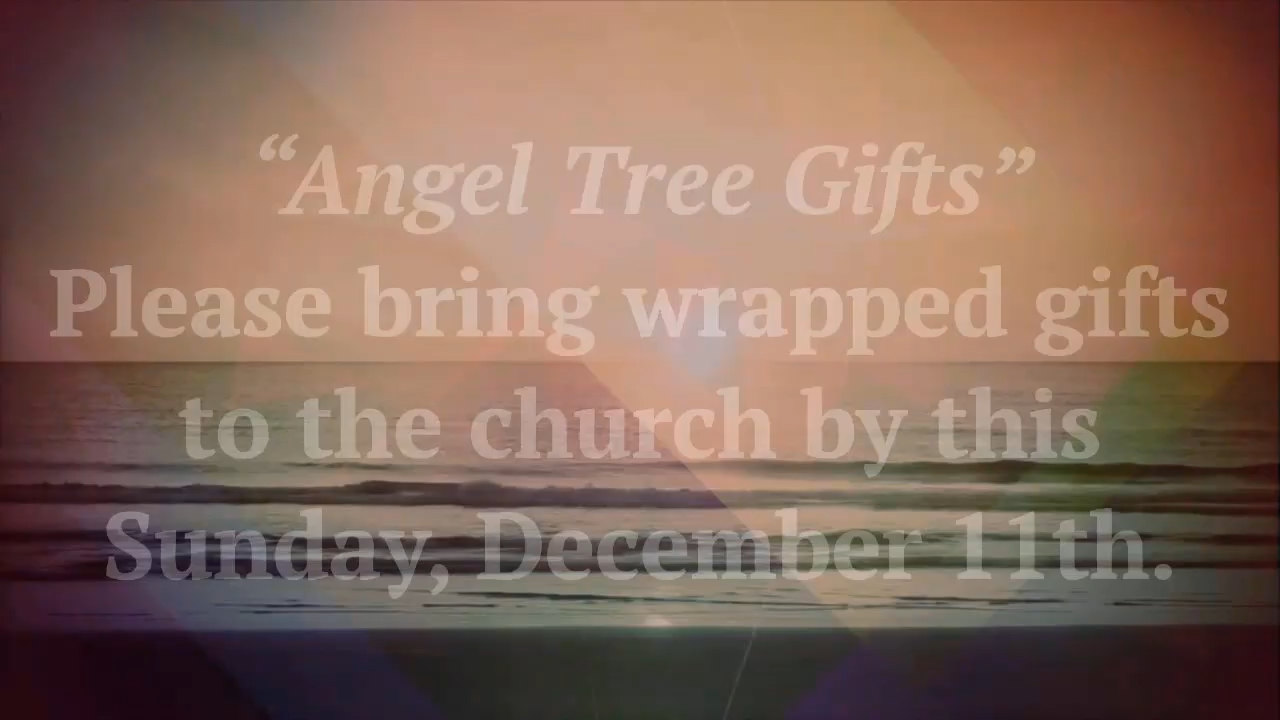 “Angel Tree Gifts”
Please bring wrapped gifts
to the church by this
Sunday, December 11th.